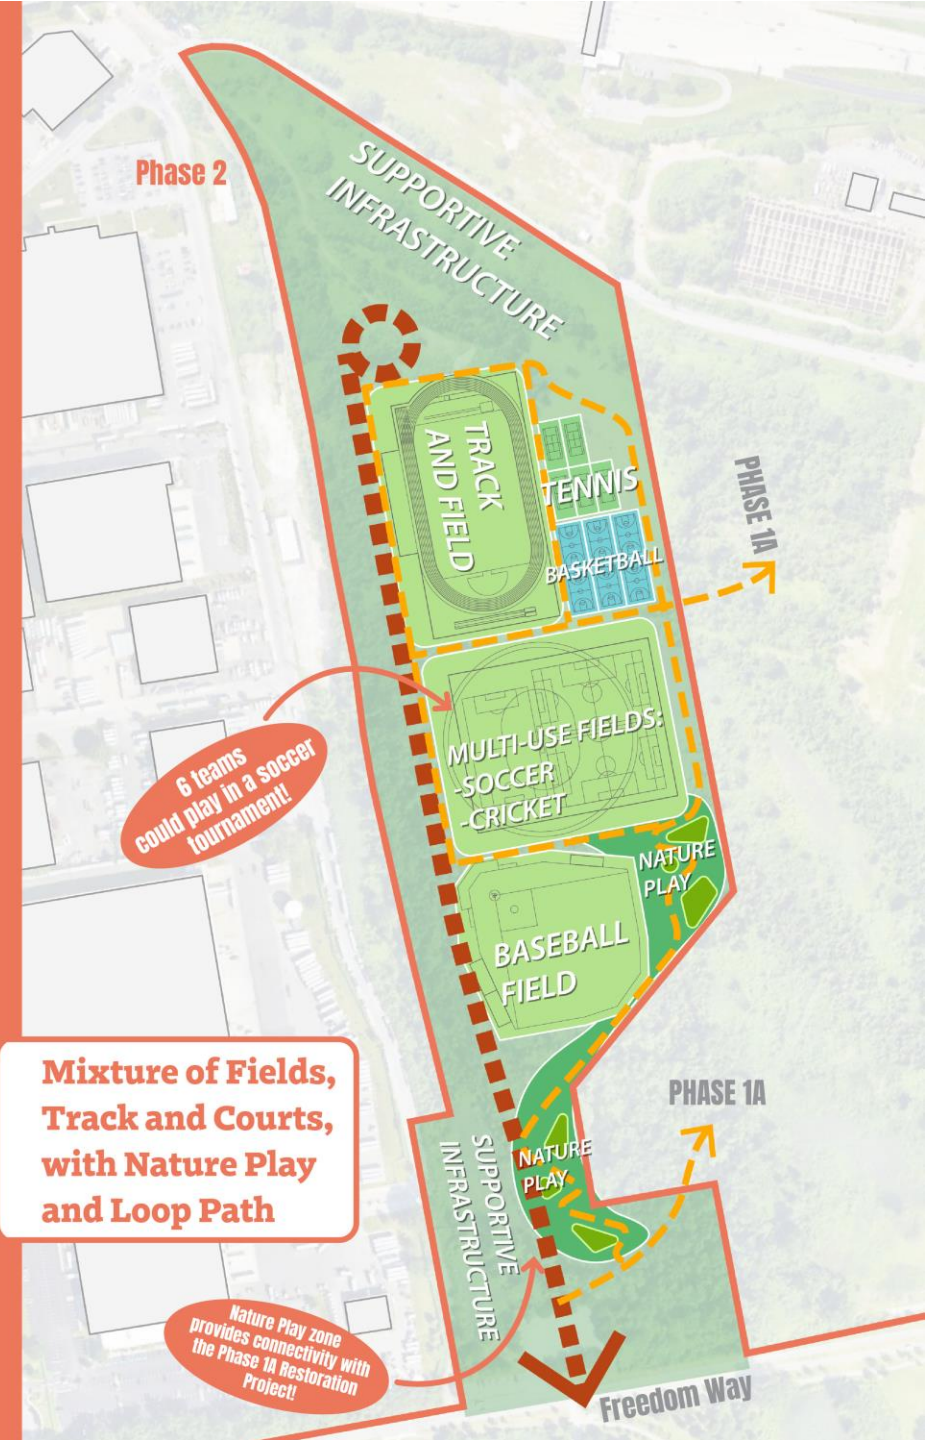 Phase 2
SUPPORTIVE
INFRASTRUCTURE
TRACK
AND FIELD
TENNIS
BASKETBALL
PHASE 1A
MULTI-USE FIELDS:
-SOCCER
-CRICKET
6 teams
could play in a soccer
tournament!
NATURE
PLAY
BASEBALL
FIELD
Mixture of Fields,
Track and Courts,
with Nature Play
and Loop Path
PHASE 1A
NATURE
PLAY
SUPPORTIVE
INFRASTRUCTURE
Nature Play zone
provides connectivity with
the Phase 1A Restoration
Project!
Freedom Way